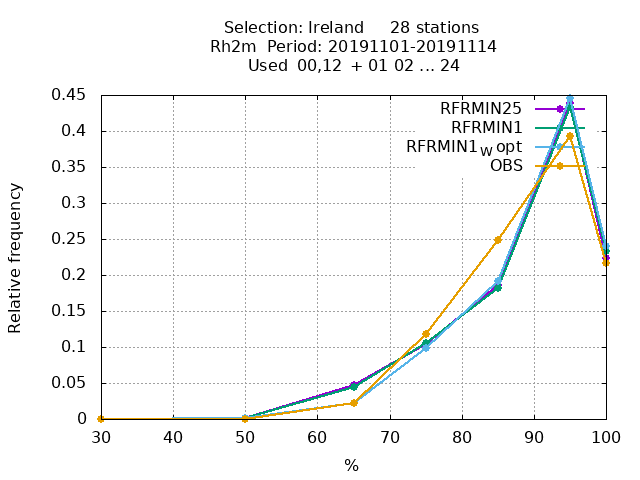 Selection: Ireland     28 stations
Rh2m  Period: 20191101-20191114
Used  00,12  + 01 02 ... 24
RFRMIN25
RFRMIN1
RFRMIN1W opt
OBS
Relative frequency
0.45
0.4
0.35
0.3
0.25
0.2
0.15
0.1
0.05
0
30 40 50 60 70 80 90 100
%